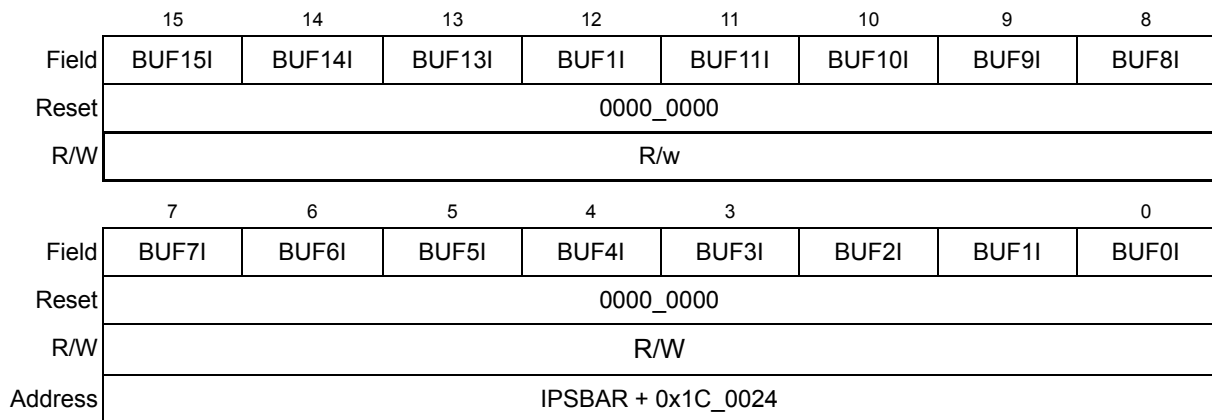 15 14 13 12 11 10 9 8
Field BUF15I BUF14I BUF13I BUF1I BUF11I BUF10I BUF9I BUF8I
Reset 0000_0000
R/W R/w
7 6 5 4 3 0
Field BUF7I BUF6I BUF5I BUF4I BUF3I BUF2I BUF1I BUF0I
Reset 0000_0000
R/W R/W
Address IPSBAR + 0x1C_0024